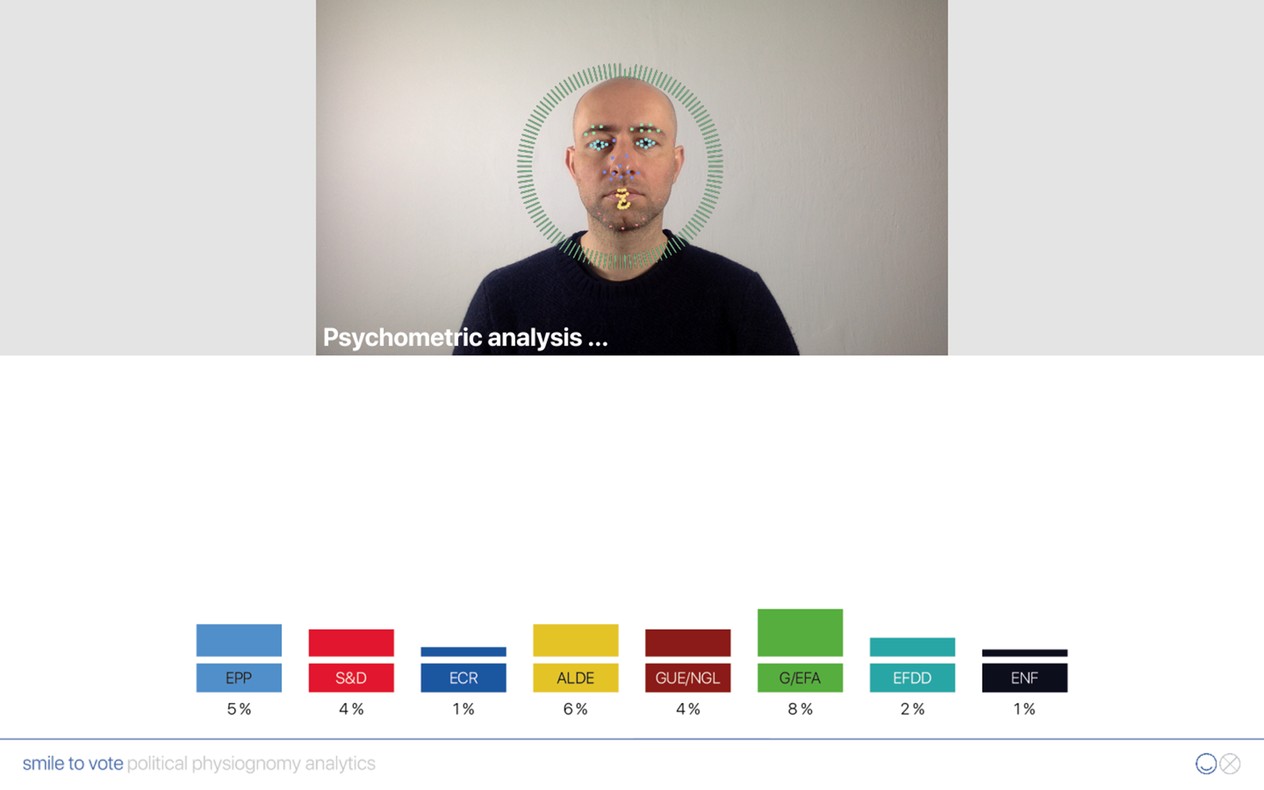 Psychometric analysis ...
EPP S&D ECR ALDE GUE/NGL G/EFA EFDD ENF
5 % 4 % 1 % 6 % 4 % 8 % 2 % 1 %
smile to vote political physiognomy analytics